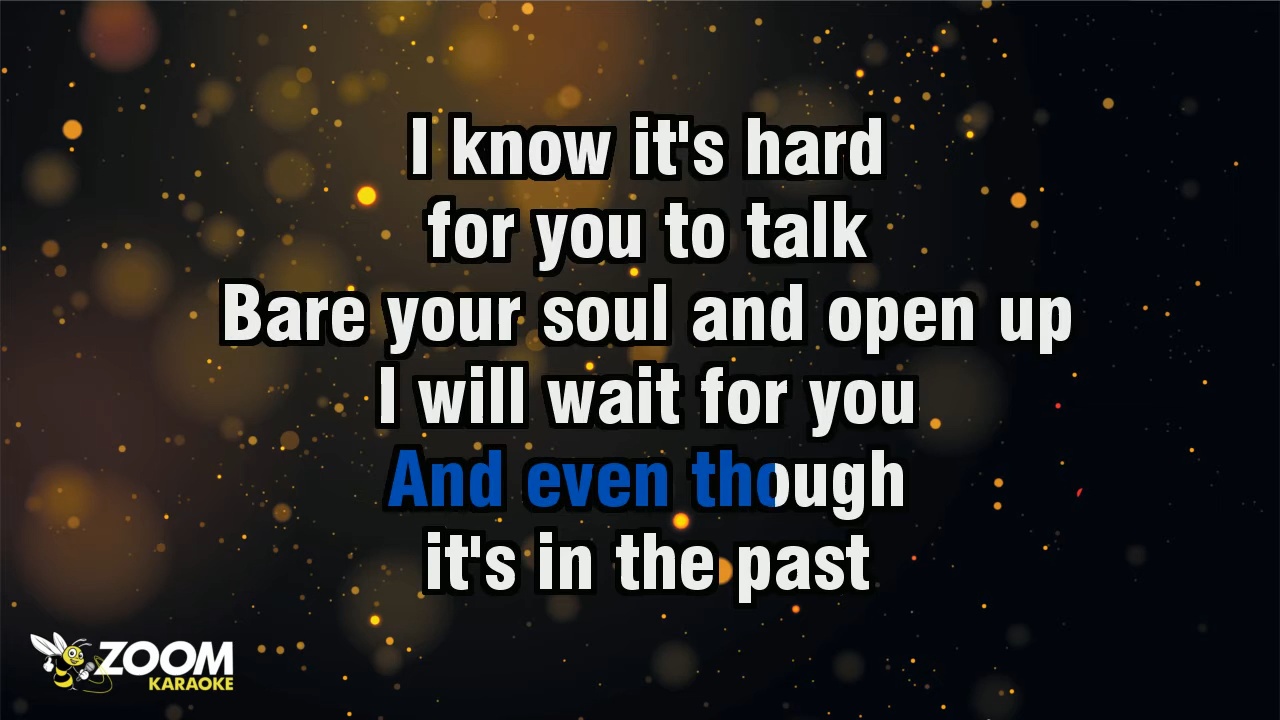 I know it's hard
for you to talk
Bare your soul and open up
I will wait for you
And even though
it's in the past
ZOOM
KARAOKE